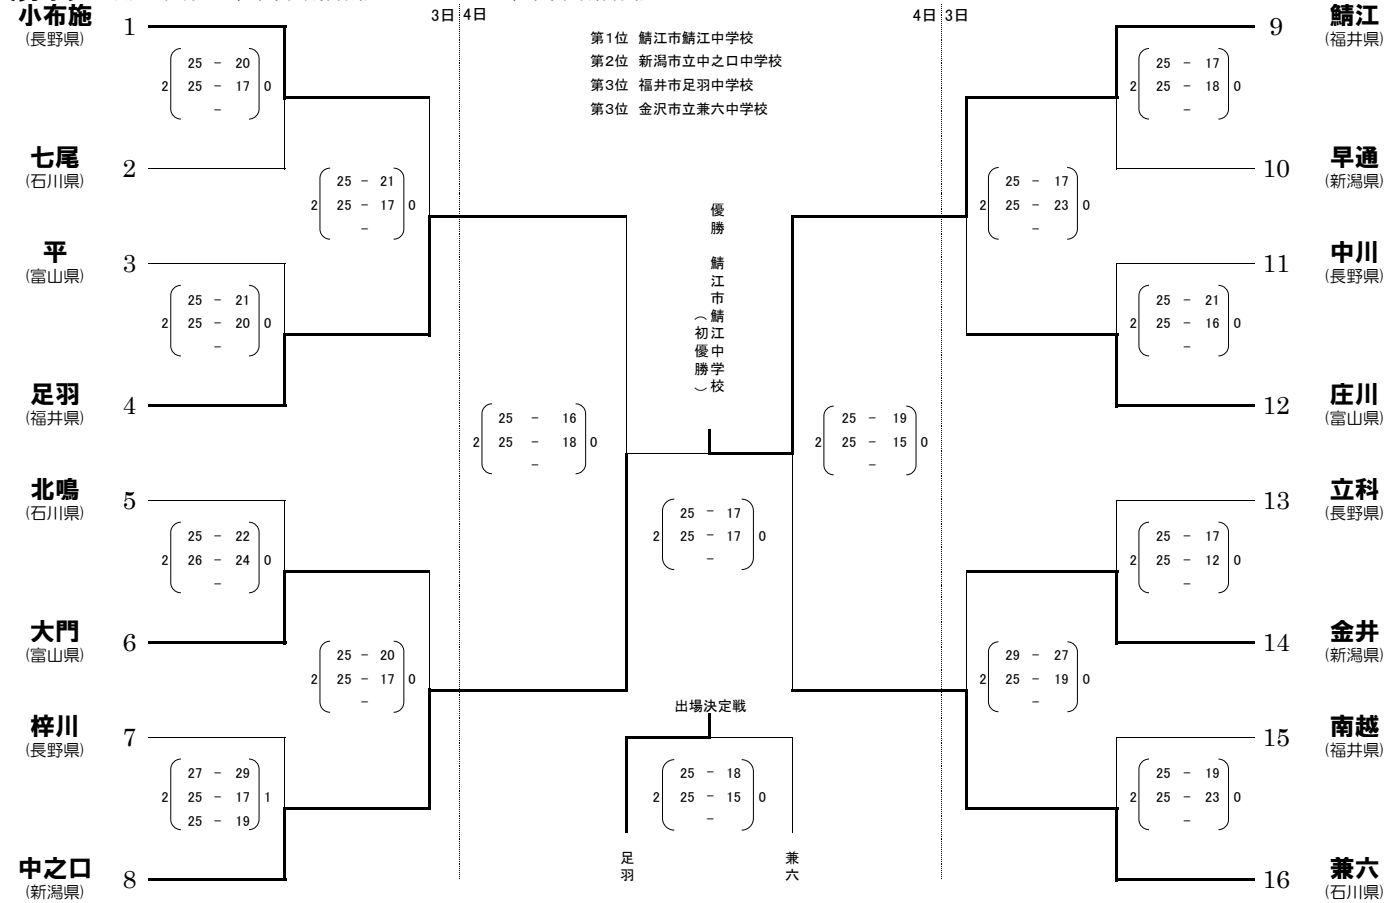 3日 4日
4日 3日
第1位 鯖江市鯖江中学校
第2位 新潟市立中之口中学校
第3位 福井市足羽中学校
第3位 金沢市立兼六中学校
小布施 1
(長野県)
25 - 20
2 25 - 17 0
-
七尾 2
(石川県)
25 - 21
2 25 - 17 0
-
平 3
(富山県)
25 - 21
2 25 - 20 0
-
足羽 4
(福井県)
25 - 16
2 25 - 18 0
-
北鳴 5
(石川県)
25 - 22
2 26 - 24 0
-
大門 6
(富山県)
25 - 20
2 25 - 17 0
-
梓川 7
(長野県)
27 - 29
2 25 - 17 1
25 - 19
中之口 8
(新潟県)
優勝 鯖江市鯖江中学校
(初優勝)
25 - 17
2 25 - 17 0
-
出場決定戦
25 - 18
2 25 - 15 0
-
足羽
兼六
9 鯖江
(福井県)
25 - 17
2 25 - 18 0
-
10 早通
(新潟県)
25 - 17
2 25 - 23 0
-
11 中川
(長野県)
25 - 21
2 25 - 16 0
-
12 庄川
(富山県)
25 - 19
2 25 - 15 0
-
13 立科
(長野県)
25 - 17
2 25 - 12 0
-
14 金井
(新潟県)
29 - 27
2 25 - 19 0
-
15 南越
(福井県)
25 - 19
2 25 - 23 0
-
16 兼六
(石川県)